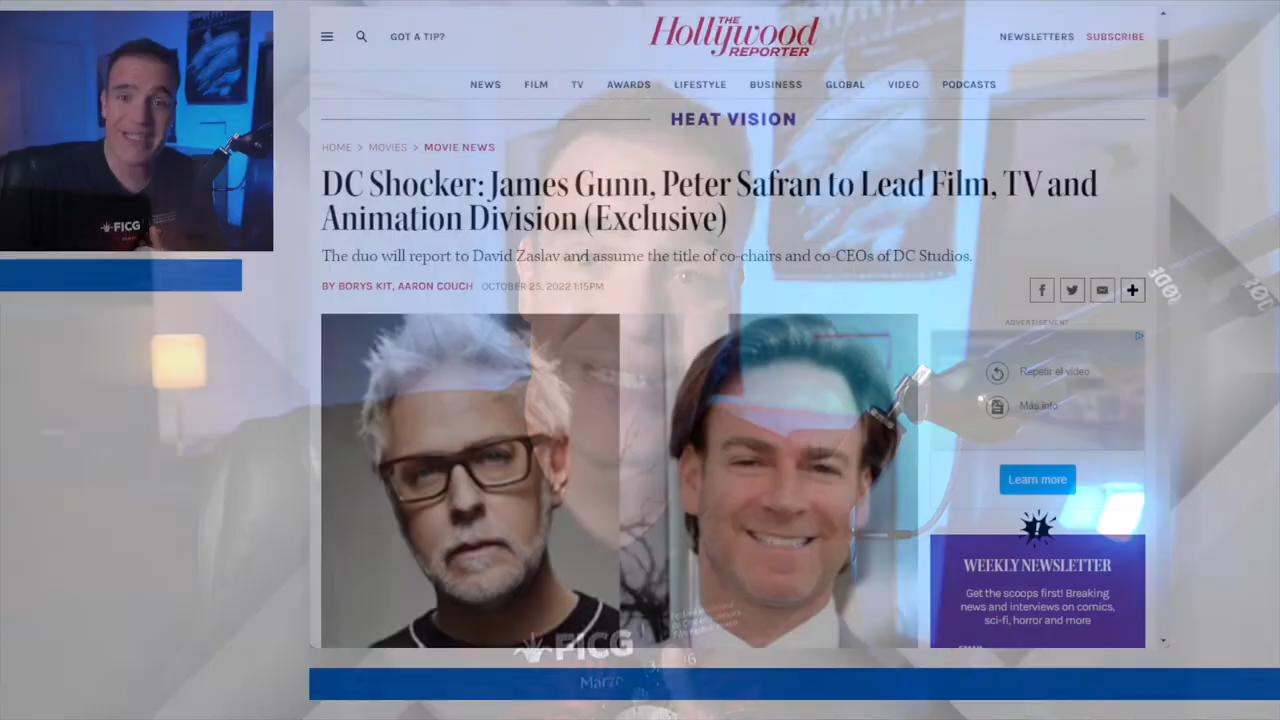 THE
Hollywood
REPORTER
GOT A TIP?
NEWSLETTERS SUBSCRIBE
NEWS FILM TV AWARDS LIFESTYLE BUSINESS GLOBAL VIDEO PODCASTS
HEAT VISION
HOME > MOVIES > MOVIE NEWS
DC Shocker: James Gunn, Peter Safran to Lead Film, TV and
Animation Division (Exclusive)
The duo will report to David Zaslav and assume the title of co-chairs and co-CEOs of DC Studios.
BY BORYS KIT, AARON COUCH OCTOBER 25, 2022 1:15PM
ADVERTISEMENT
Repetir el vídeo
Más info
Learn more
WEEKLY NEWSLETTER
Get the scoops first! Breaking
news and interviews on comics,
sci-fi, horror and more
FICG
FICG
Marzo